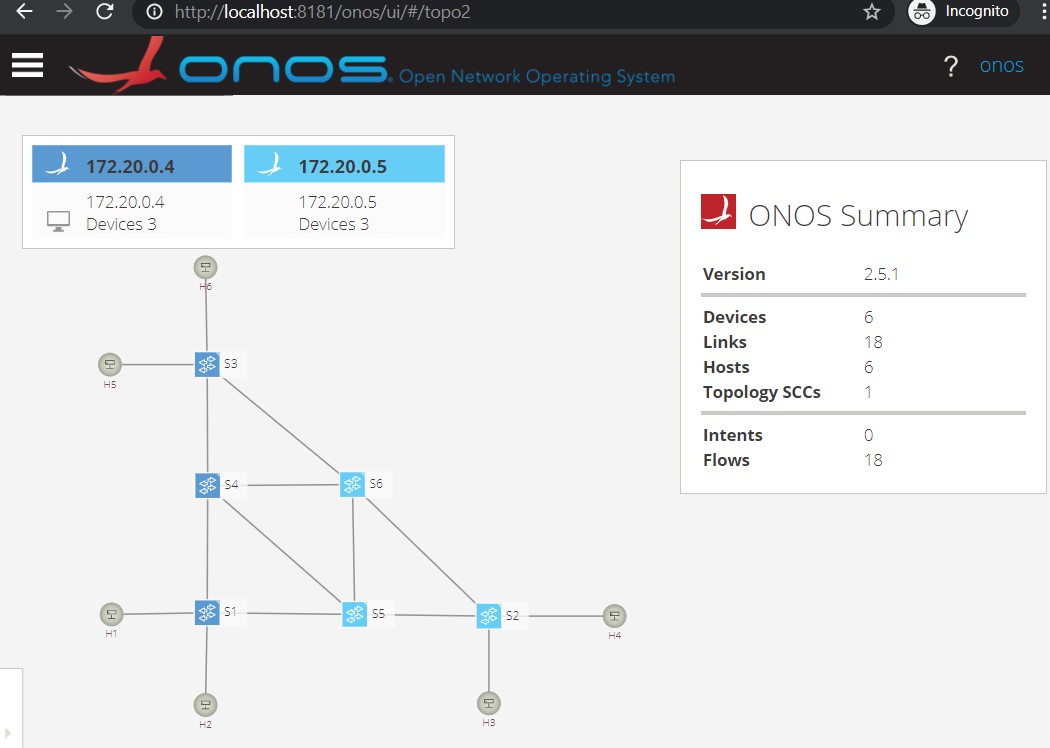 http://localhost:8181/onos/ui/#/topo2
Incognito
onos. Open Network Operating System
? onos
172.20.0.4
172.20.0.4
Devices 3
172.20.0.5
172.20.0.5
Devices 3
ONOS Summary
Version 2.5.1
Devices 6
Links 18
Hosts 6
Topology SCCs 1
Intents 0
Flows 18
H6
S3
H5
S4
S6
H1
S1
S5
S2
H4
H2
H3